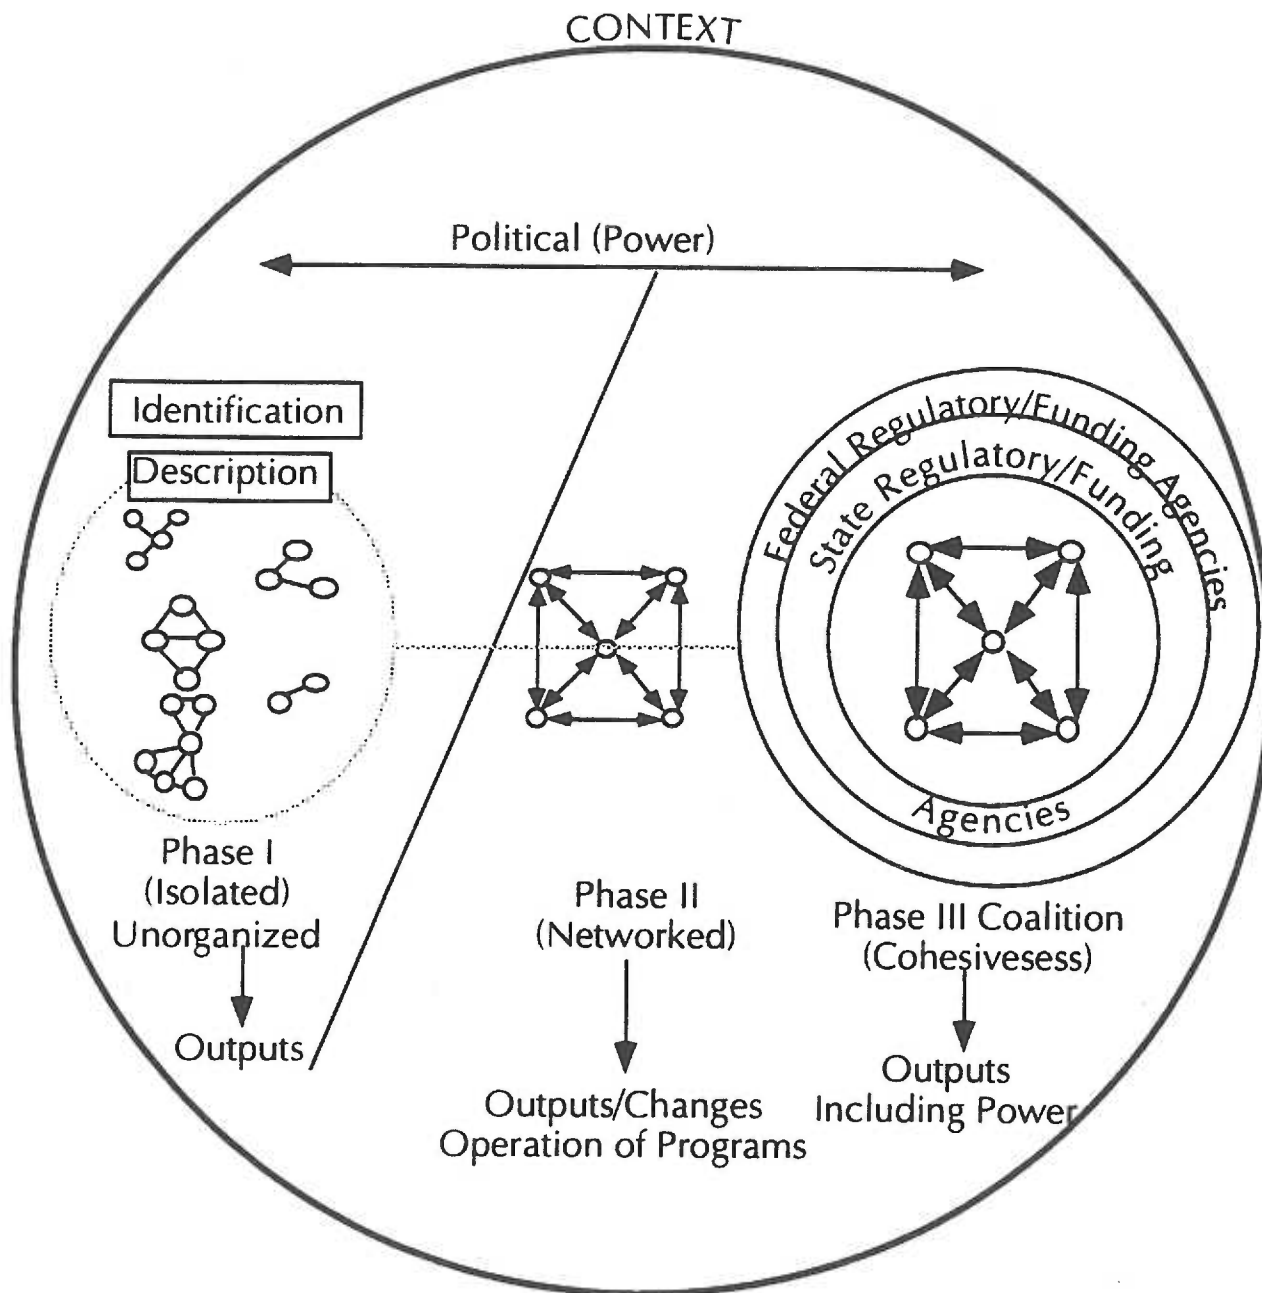 CONTEXT
Political (Power)
Identification
Description
Federal Regulatory/Funding Agencies
State Regulatory/Funding
Agencies
Phase I
(Isolated)
Unorganized
Outputs
Phase II
(Networked)
Outputs/Changes
Operation of Programs
Phase III Coalition
(Cohesivesess)
Outputs
Including Power